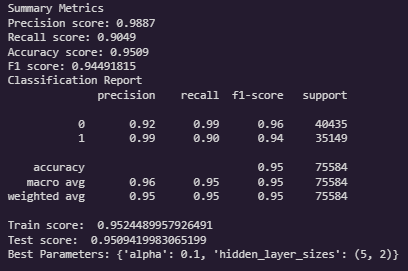 Summary Metrics
Precision score: 0.9887
Recall score: 0.9049
Accuracy score: 0.9509
F1 score: 0.94491815
Classification Report
precision recall f1-score support
0 0.92 0.99 0.96 40435
1 0.99 0.90 0.94 35149
accuracy 0.95 75584
macro avg 0.96 0.95 0.95 75584
weighted avg 0.95 0.95 0.95 75584
Train score: 0.9524489957926491
Test score: 0.9509419983065199
Best Parameters: {'alpha': 0.1, 'hidden_layer_sizes': (5, 2)}